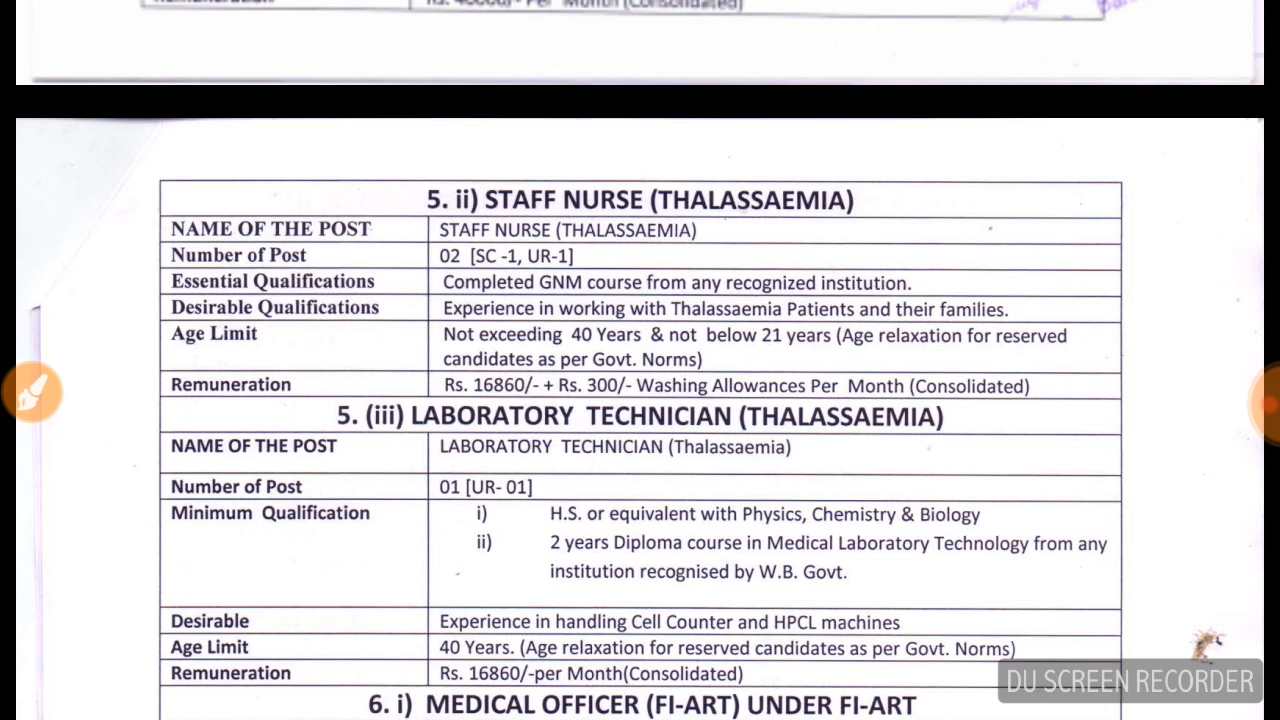 Remuneration Rs. 40000/- Per Month (Consolidated)
5. ii) STAFF NURSE (THALASSAEMIA)
NAME OF THE POST STAFF NURSE (THALASSAEMIA)
Number of Post 02 [SC -1, UR-1]
Essential Qualifications Completed GNM course from any recognized institution.
Desirable Qualifications Experience in working with Thalassaemia Patients and their families.
Age Limit Not exceeding 40 Years & not below 21 years (Age relaxation for reserved
candidates as per Govt. Norms)
Remuneration Rs. 16860/- + Rs. 300/- Washing Allowances Per Month (Consolidated)
5. (iii) LABORATORY TECHNICIAN (THALASSAEMIA)
NAME OF THE POST LABORATORY TECHNICIAN (Thalassaemia)
Number of Post 01 [UR- 01]
Minimum Qualification i) H.S. or equivalent with Physics, Chemistry & Biology
ii) 2 years Diploma course in Medical Laboratory Technology from any
institution recognised by W.B. Govt.
Desirable Experience in handling Cell Counter and HPCL machines
Age Limit 40 Years. (Age relaxation for reserved candidates as per Govt. Norms)
Remuneration Rs. 16860/-per Month(Consolidated)
DU SCREEN RECORDER
6. i) MEDICAL OFFICER (FI-ART) UNDER FI-ART